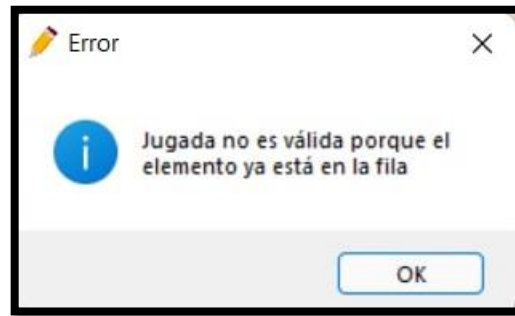 Error
Jugada no es válida porque el
elemento ya está en la fila
OK